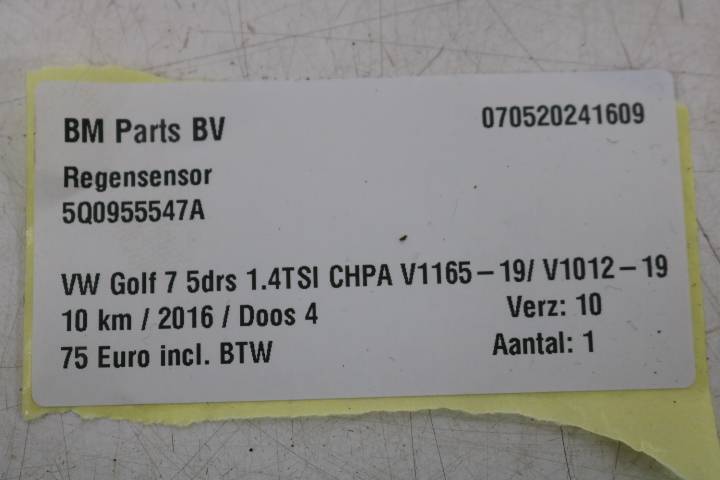 BM Parts BV 070520241609
Regensensor
5Q0955547A
VW Golf 7 5drs 1.4TSI CHPA V1165-19/ V1012-19
10 km / 2016 / Doos 4 Verz: 10
75 Euro incl. BTW Aantal: 1